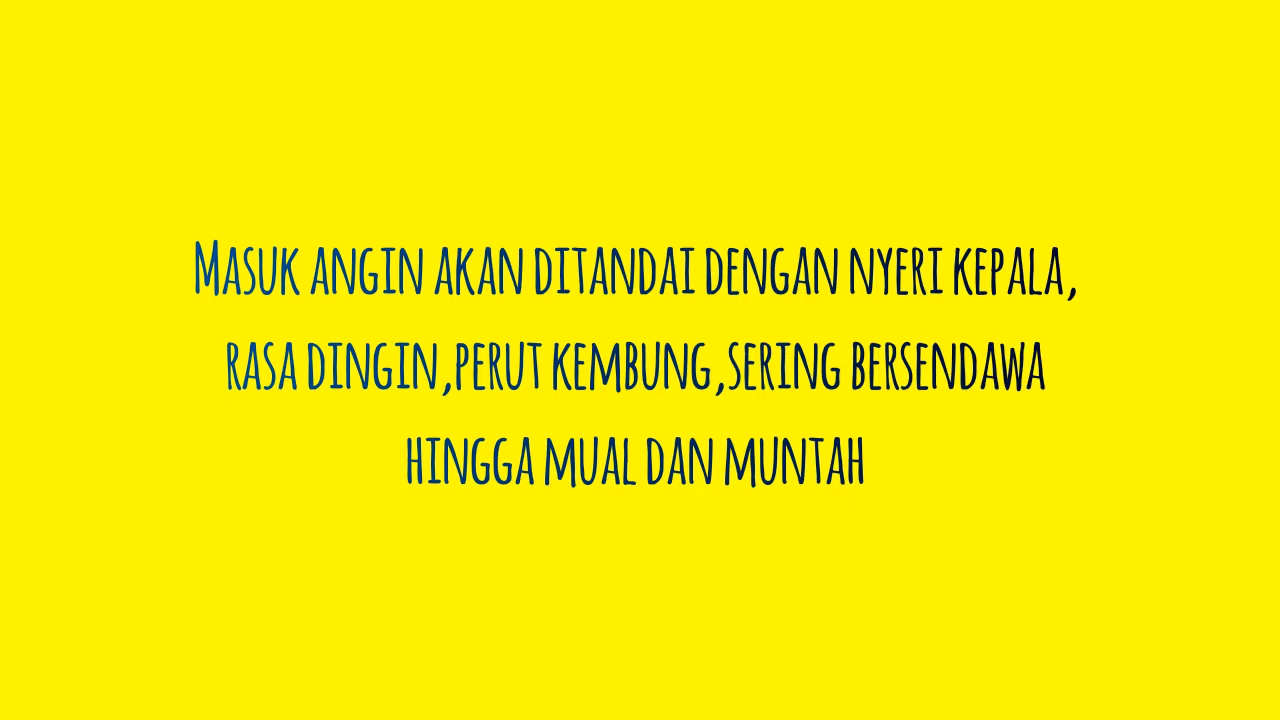 Masuk angin akan ditandai dengan nyeri kepala,
rasa dingin,perut kembung,sering bersendawa
hingga mual dan muntah